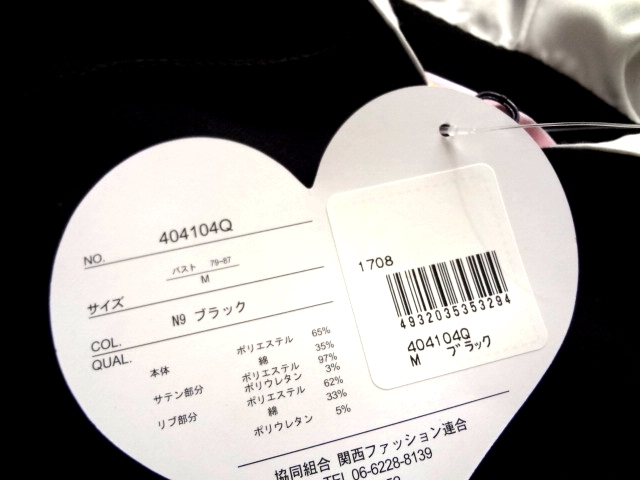 NO. 404104Q
バスト 79-87
サイズ M
COL. N9 ブラック
QUAL.
本体 ポリエステル 65%
綿 35%
サテン部分 ポリエステル 97%
ポリウレタン 3%
リブ部分 ポリエステル 62%
綿 33%
ポリウレタン 5%
協同組合 関西ファッション連合
TEL 06-6228-8139
1708
4932035353294
404104Q
M ブラック